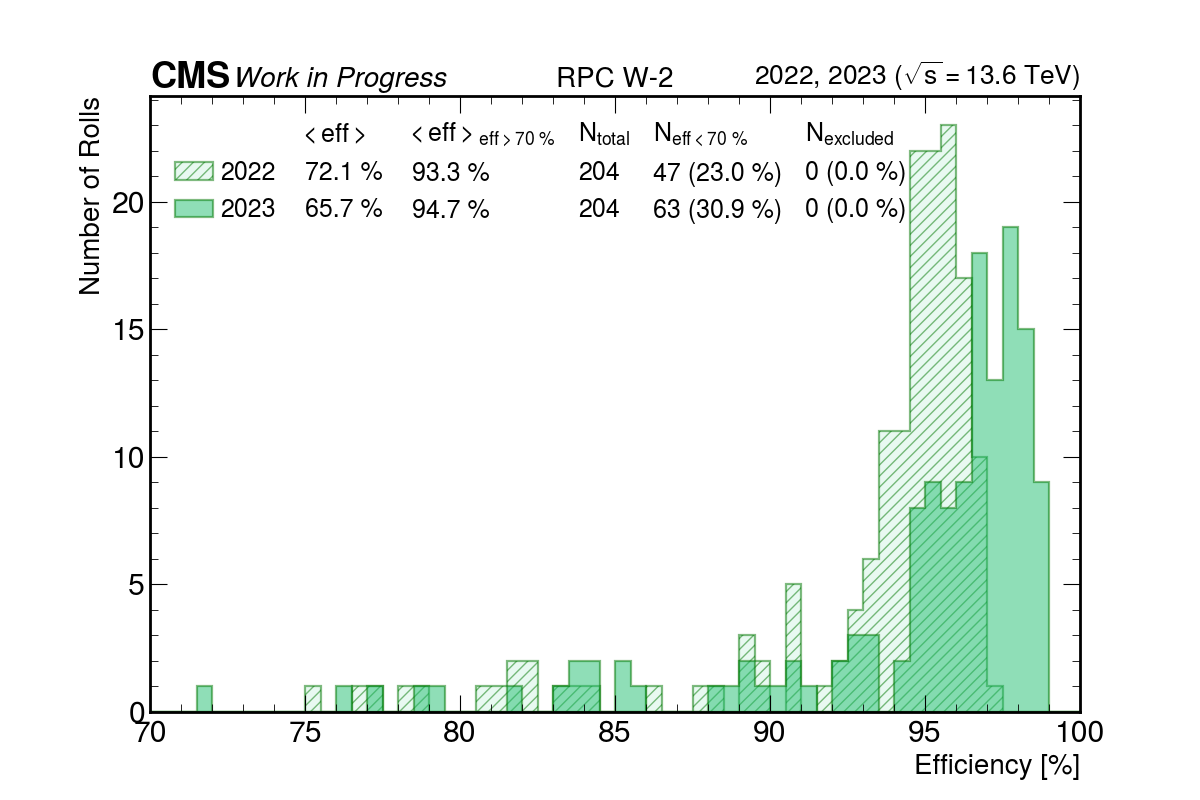 CMS Work in Progress RPC W-2 2022, 2023 (√s = 13.6 TeV)
Number of Rolls
< eff > < eff > eff > 70 % Ntotal Neff < 70 % Nexcluded
2022 72.1 % 93.3 % 204 47 (23.0 %) 0 (0.0 %)
2023 65.7 % 94.7 % 204 63 (30.9 %) 0 (0.0 %)
20
15
10
5
0
70 75 80 85 90 95 100
Efficiency [%]